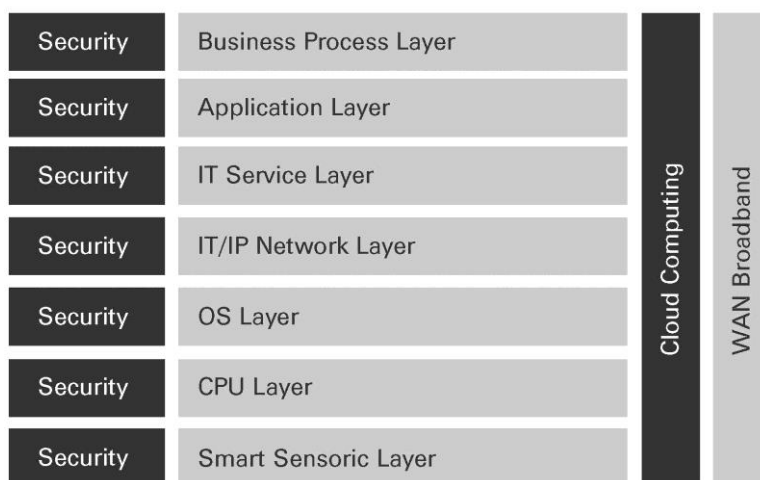 Security
Business Process Layer
Security
Application Layer
Security
IT Service Layer
Security
IT/IP Network Layer
Security
OS Layer
Security
CPU Layer
Security
Smart Sensoric Layer
Cloud Computing
WAN Broadband